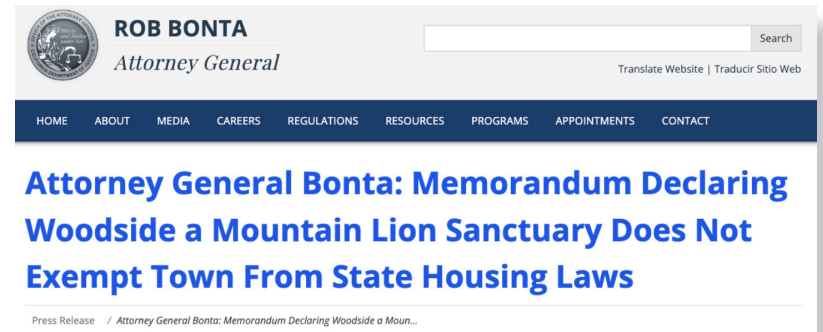 ROB BONTA
Attorney General
Search
Translate Website | Traducir Sitio Web
HOME ABOUT MEDIA CAREERS REGULATIONS RESOURCES PROGRAMS APPOINTMENTS CONTACT
Attorney General Bonta: Memorandum Declaring
Woodside a Mountain Lion Sanctuary Does Not
Exempt Town From State Housing Laws
Press Release / Attorney General Bonta: Memorandum Declaring Woodside a Moun...